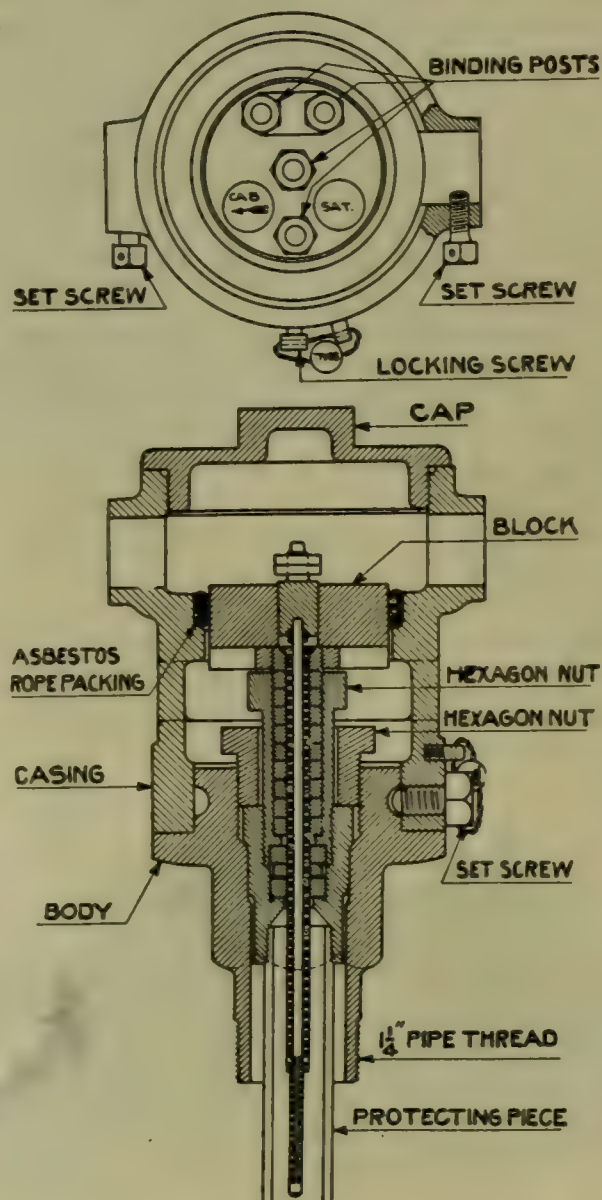 BINDING POSTS
CAB
SAT.
SET SCREW
SET SCREW
LOCKING SCREW
CAP
BLOCK
ASBESTOS
ROPE PACKING
HEXAGON NUT
HEXAGON NUT
CASING
SET SCREW
BODY
1¼" PIPE THREAD
PROTECTING PIECE